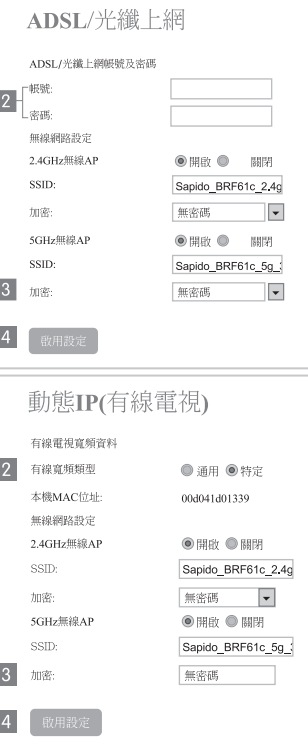 ADSL/光纖上網
ADSL/光纖上網帳號及密碼
2 帳號:
密碼:
無線網路設定
2.4GHz無線AP 開啟 關閉
SSID: Sapido_BRF61c_2.4g
加密: 無密碼
5GHz無線AP 開啟 關閉
SSID: Sapido_BRF61c_5g_
3 加密: 無密碼
4 啟用設定
動態IP(有線電視)
有線電視寬頻資料
2 有線寬頻類型 通用 特定
本機MAC位址: 00d041d01339
無線網路設定
2.4GHz無線AP 開啟 關閉
SSID: Sapido_BRF61c_2.4g
加密: 無密碼
5GHz無線AP 開啟 關閉
SSID: Sapido_BRF61c_5g_
3 加密: 無密碼
4 啟用設定